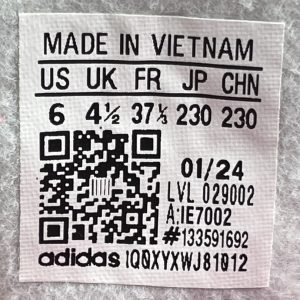 MADE IN VIETNAM
US UK FR JP CHN
6 4½ 37⅓ 230 230
01/24
LVL 029002
A:IE7002
#133591692
adidas 1Q0XYXWJ81012